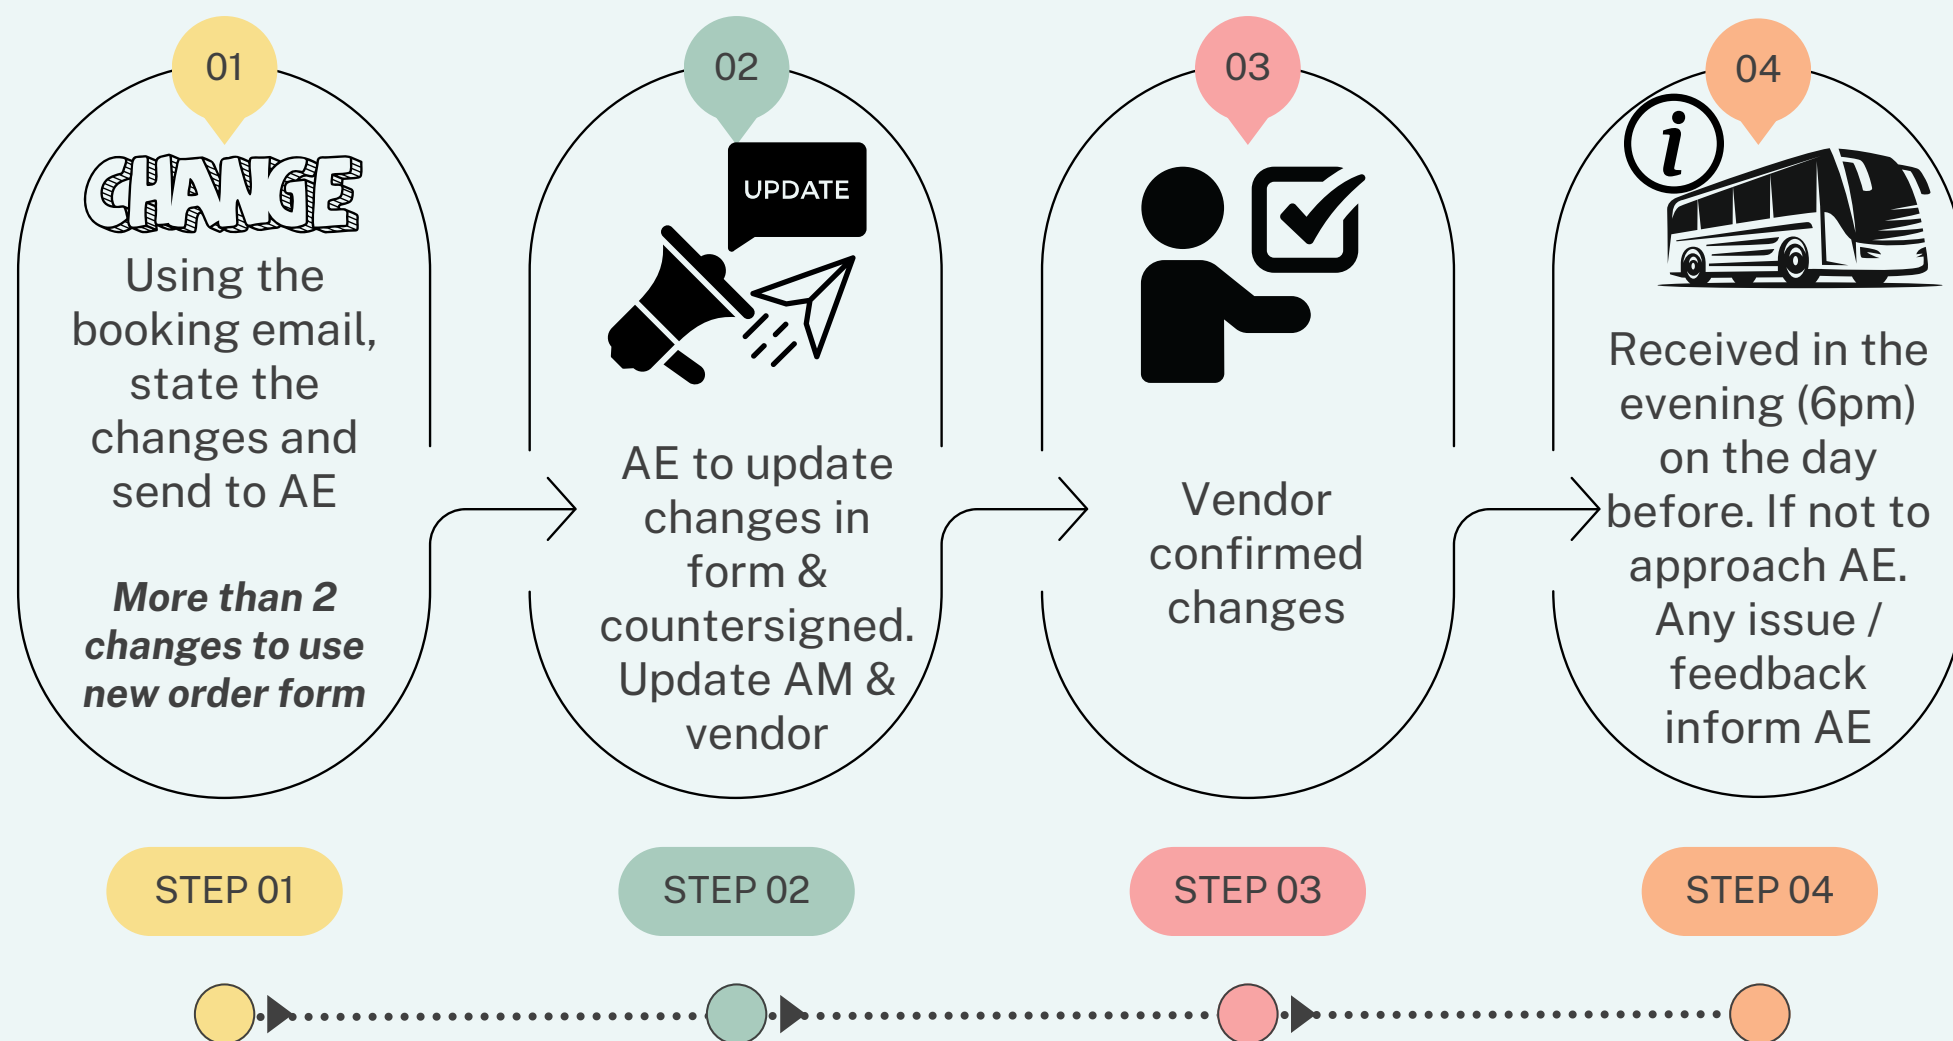 01
CHANGE
Using the
booking email,
state the
changes and
send to AE
More than 2
changes to use
new order form
STEP 01
02
UPDATE
AE to update
changes in
form &
countersigned.
Update AM &
vendor
STEP 02
03
Vendor
confirmed
changes
STEP 03
04
i
Received in the
evening (6pm)
on the day
before. If not to
approach AE.
Any issue /
feedback
inform AE
STEP 04